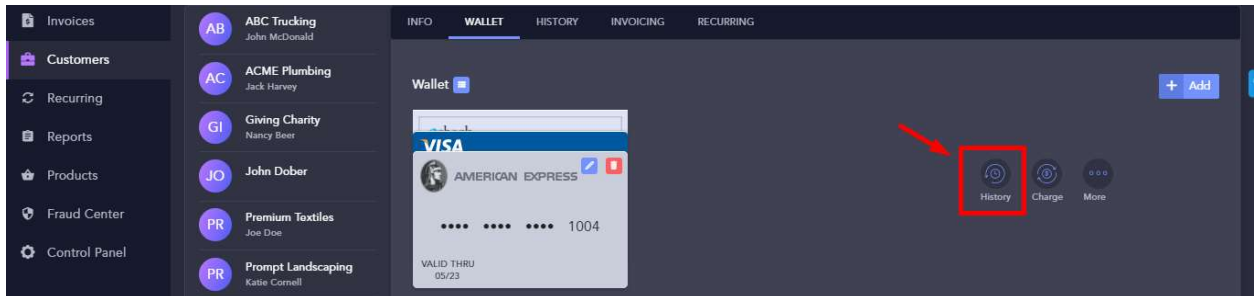 Invoices
Customers
Recurring
Reports
Products
Fraud Center
Control Panel
AB
ABC Trucking
John McDonald
AC
ACME Plumbing
Jack Harvey
GI
Giving Charity
Nancy Beer
JO
John Dober
PR
Premium Textiles
Joe Doe
PR
Prompt Landscaping
Katie Cornell
INFO WALLET HISTORY INVOICING RECURRING
Wallet
+ Add
VISA
AMERICAN EXPRESS
•••• •••• •••• 1004
VALID THRU
05/23
History Charge More